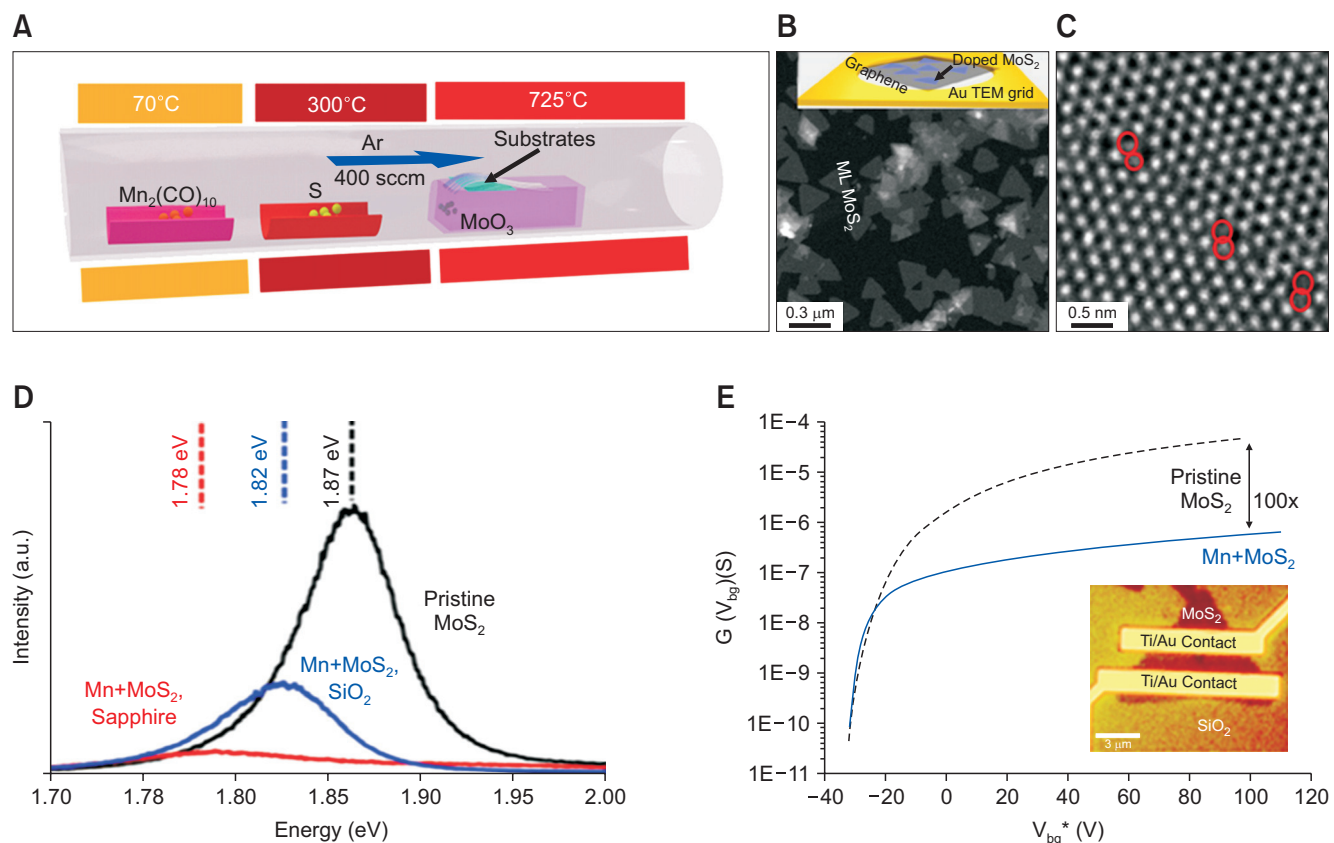 A
70°C
300°C
725°C
Ar
400 sccm
Substrates
Mn₂(CO)₁₀
S
MoO₃
B
Doped MoS₂
Graphene
Au TEM grid
ML MoS₂
0.3 μm
C
0.5 nm
D
1.78 eV
1.82 eV
1.87 eV
Intensity (a.u.)
Pristine
MoS₂
Mn+MoS₂,
SiO₂
Mn+MoS₂,
Sapphire
1.70
1.78
1.80
1.85
1.90
1.95
2.00
Energy (eV)
E
G (V_bg)(S)
1E−4
1E−5
1E−6
1E−7
1E−8
1E−9
1E−10
1E−11
Pristine
MoS₂
100x
Mn+MoS₂
MoS₂
Ti/Au Contact
Ti/Au Contact
SiO₂
3 μm
−40
−20
0
20
40
60
80
100
120
V_bg* (V)